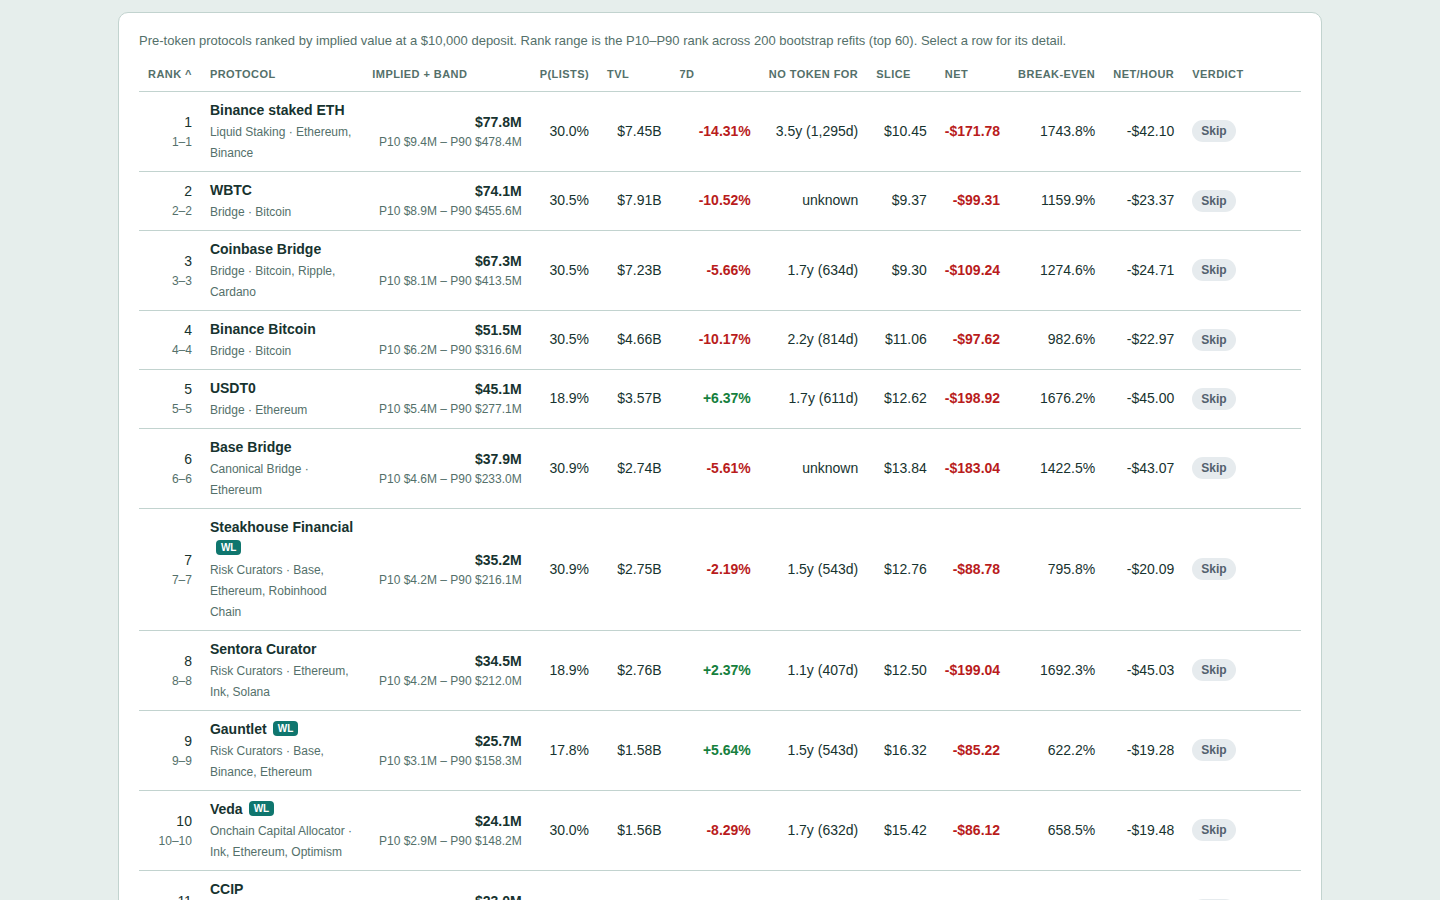 Pre-token protocols ranked by implied value at a $10,000 deposit. Rank range is the P10–P90 rank across 200 bootstrap refits (top 60). Select a row for its detail.
RANK ^ PROTOCOL IMPLIED + BAND P(LISTS) TVL 7D NO TOKEN FOR SLICE NET BREAK-EVEN NET/HOUR VERDICT
1 Binance staked ETH $77.8M 30.0% $7.45B -14.31% 3.5y (1,295d) $10.45 -$171.78 1743.8% -$42.10 Skip
1–1 Liquid Staking · Ethereum, P10 $9.4M – P90 $478.4M
Binance
2 WBTC $74.1M 30.5% $7.91B -10.52% unknown $9.37 -$99.31 1159.9% -$23.37 Skip
2–2 Bridge · Bitcoin P10 $8.9M – P90 $455.6M
3 Coinbase Bridge $67.3M 30.5% $7.23B -5.66% 1.7y (634d) $9.30 -$109.24 1274.6% -$24.71 Skip
3–3 Bridge · Bitcoin, Ripple, P10 $8.1M – P90 $413.5M
Cardano
4 Binance Bitcoin $51.5M 30.5% $4.66B -10.17% 2.2y (814d) $11.06 -$97.62 982.6% -$22.97 Skip
4–4 Bridge · Bitcoin P10 $6.2M – P90 $316.6M
5 USDT0 $45.1M 18.9% $3.57B +6.37% 1.7y (611d) $12.62 -$198.92 1676.2% -$45.00 Skip
5–5 Bridge · Ethereum P10 $5.4M – P90 $277.1M
6 Base Bridge $37.9M 30.9% $2.74B -5.61% unknown $13.84 -$183.04 1422.5% -$43.07 Skip
6–6 Canonical Bridge · P10 $4.6M – P90 $233.0M
Ethereum
7 Steakhouse Financial $35.2M 30.9% $2.75B -2.19% 1.5y (543d) $12.76 -$88.78 795.8% -$20.09 Skip
WL
7–7 Risk Curators · Base, P10 $4.2M – P90 $216.1M
Ethereum, Robinhood
Chain
8 Sentora Curator $34.5M 18.9% $2.76B +2.37% 1.1y (407d) $12.50 -$199.04 1692.3% -$45.03 Skip
8–8 Risk Curators · Ethereum, P10 $4.2M – P90 $212.0M
Ink, Solana
9 Gauntlet WL $25.7M 17.8% $1.58B +5.64% 1.5y (543d) $16.32 -$85.22 622.2% -$19.28 Skip
9–9 Risk Curators · Base, P10 $3.1M – P90 $158.3M
Binance, Ethereum
10 Veda WL $24.1M 30.0% $1.56B -8.29% 1.7y (632d) $15.42 -$86.12 658.5% -$19.48 Skip
10–10 Onchain Capital Allocator · P10 $2.9M – P90 $148.2M
Ink, Ethereum, Optimism
CCIP